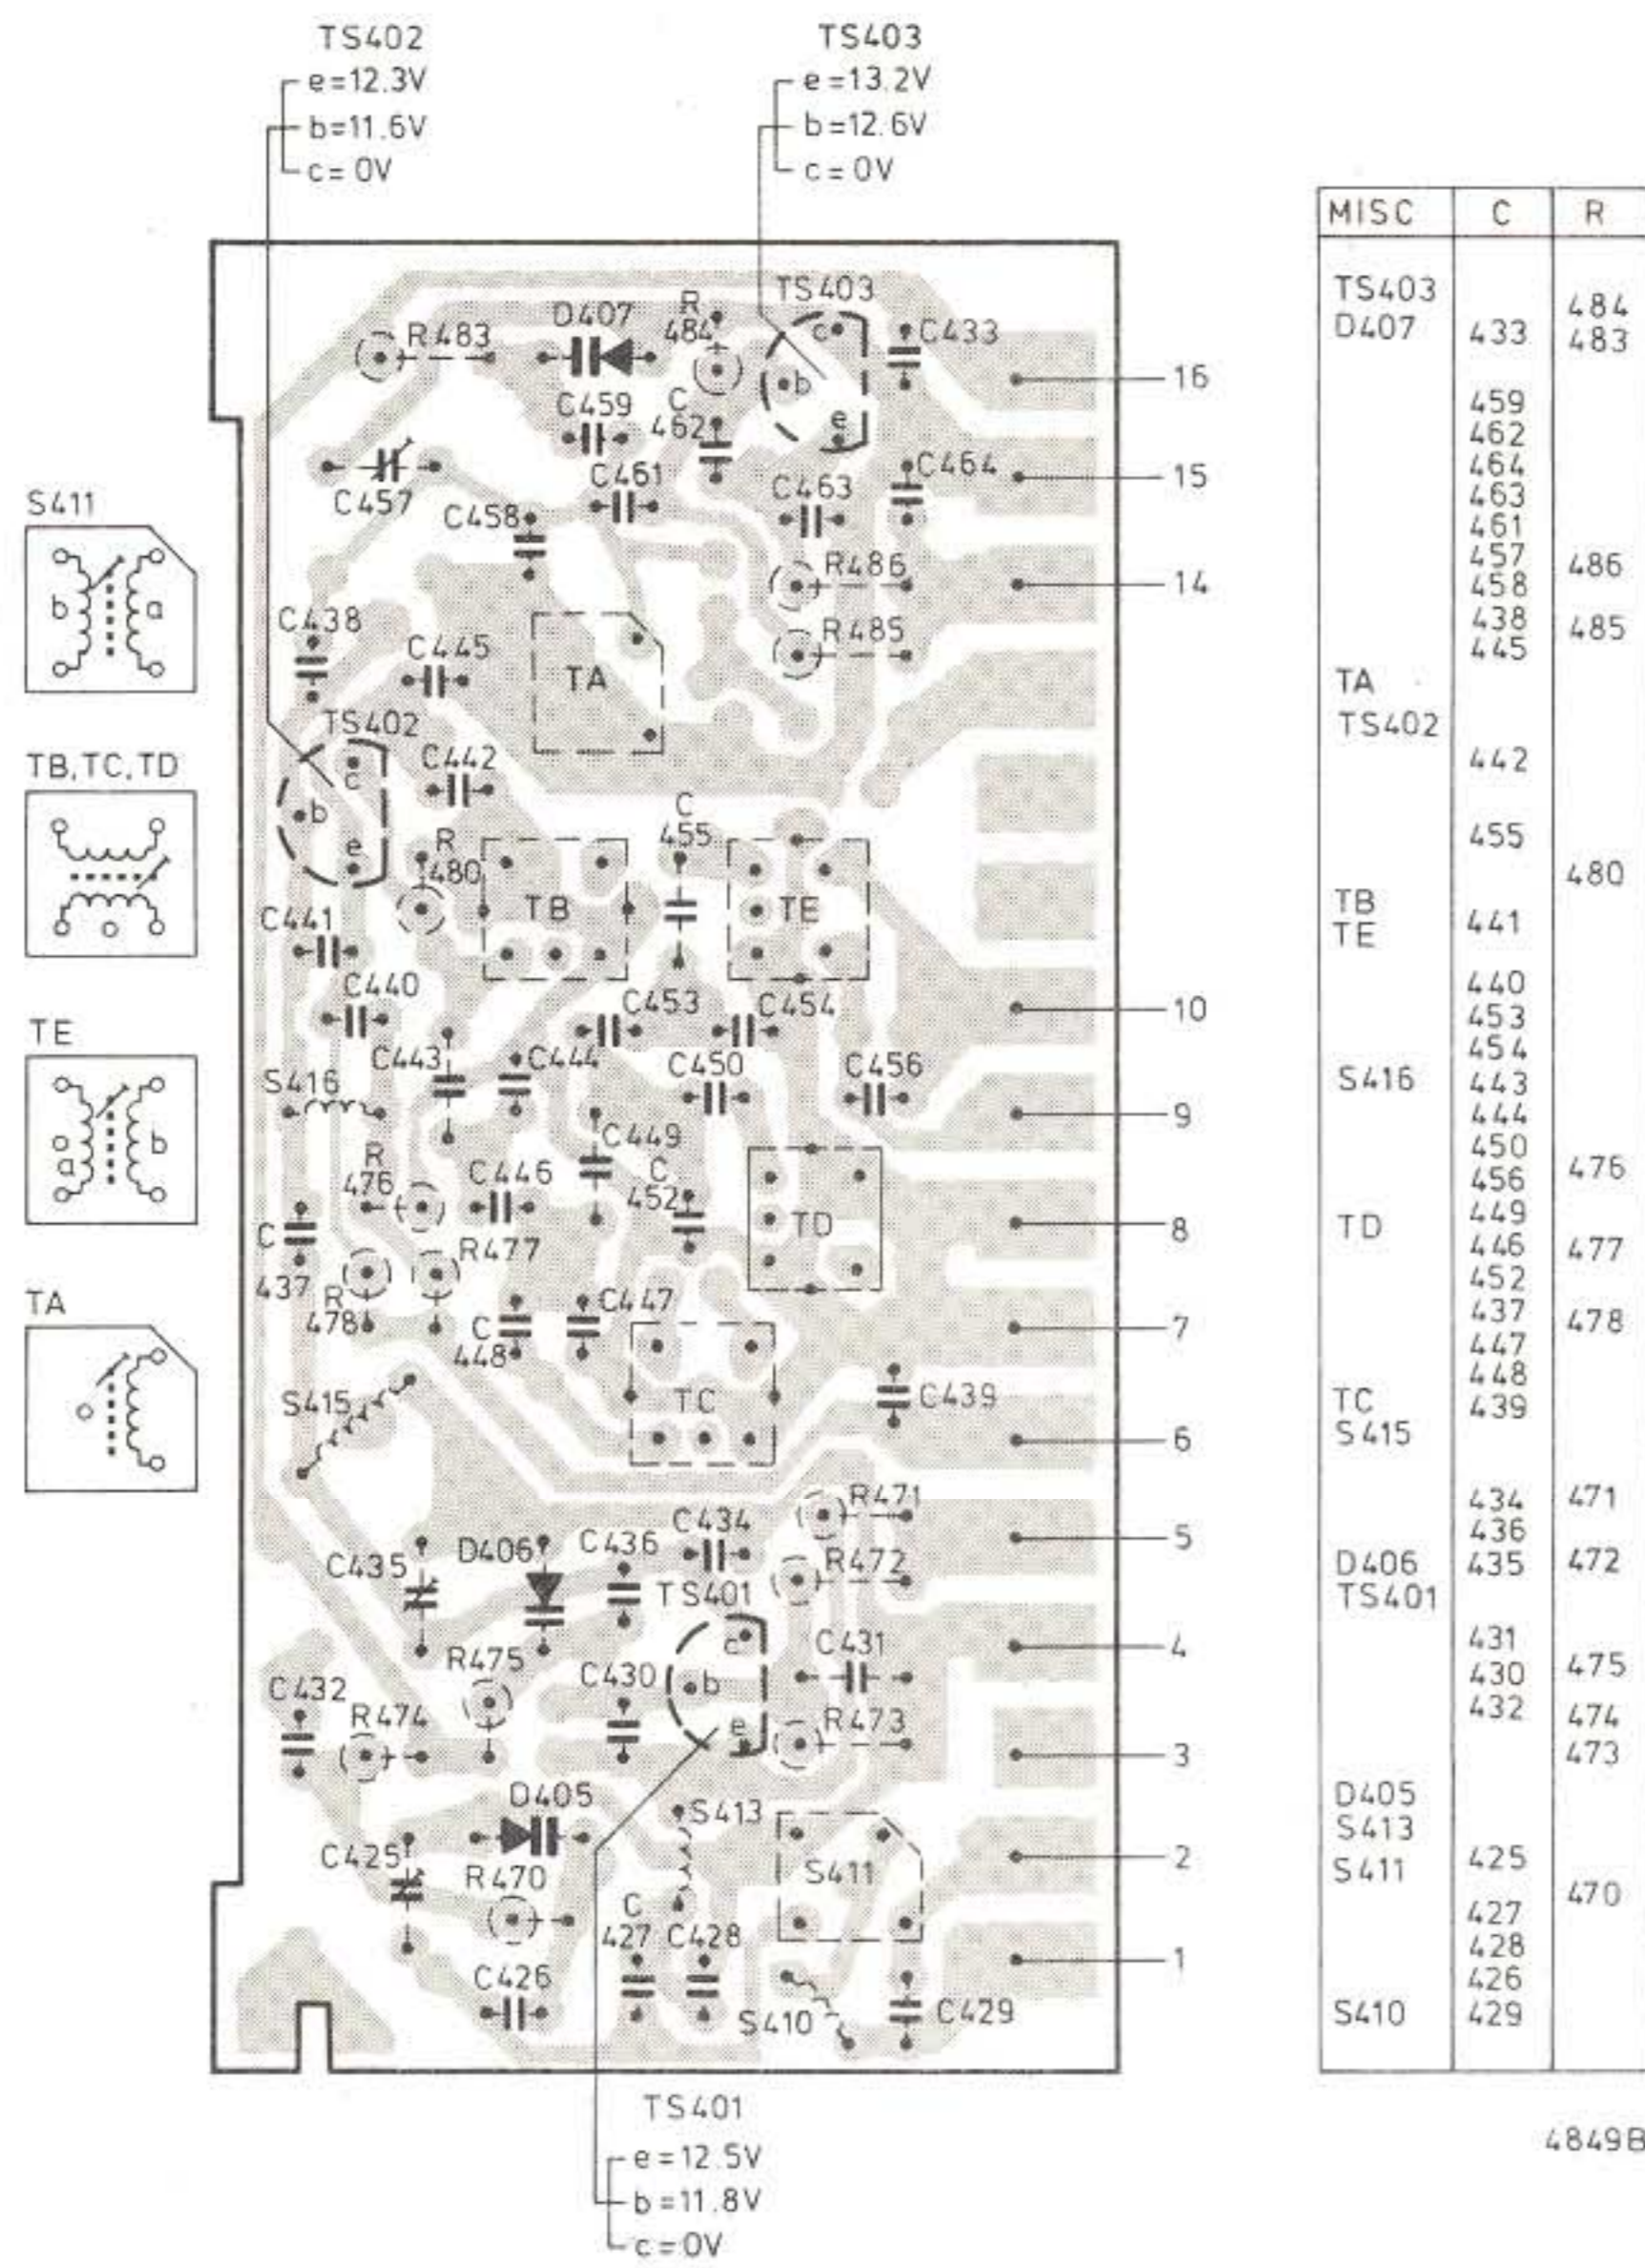 TS402
e=12.3V
b=11.6V
c=0V
TS403
e=13.2V
b=12.6V
c=0V
MISC C R
TS403
484
D407 433 483
459
462
464
463
461
457
486
458
438
485
445
TA
TS402
442
455
480
TB
441
TE
440
453
454
S416 443
444
450
476
456
449
TD
446 477
452
437
478
447
448
TC 439
S415
434 471
436
D406 435 472
TS401
431
430 475
432
474
473
D405
S413
S411 425
470
427
428
426
S410 429
4849B
S411
b a
TB,TC,TD
TE
a b
TA
TS403
D407
R
484
R483
c
C433
b
e
16
C459
C
462
C457
C461
C463
C464
15
C458
R486
14
C438
R485
C445
TA
TS402
c
b
e
C442
C
455
R
480
TB
TE
C441
C440
C453
C454
10
C443
C444
C450
C456
S416
9
C449
R
476
C446
C
452
TD
8
C
437
R477
R
478
C447
C
448
7
S415
TC
C439
6
R471
C434
5
C435
D406
C436
R472
TS401
c
b
e
C431
4
R475
C430
C432
R474
R473
3
D405
S413
C425
R470
S411
2
C
427
C428
1
C426
S410
C429
TS401
e=12.5V
b=11.8V
c=0V